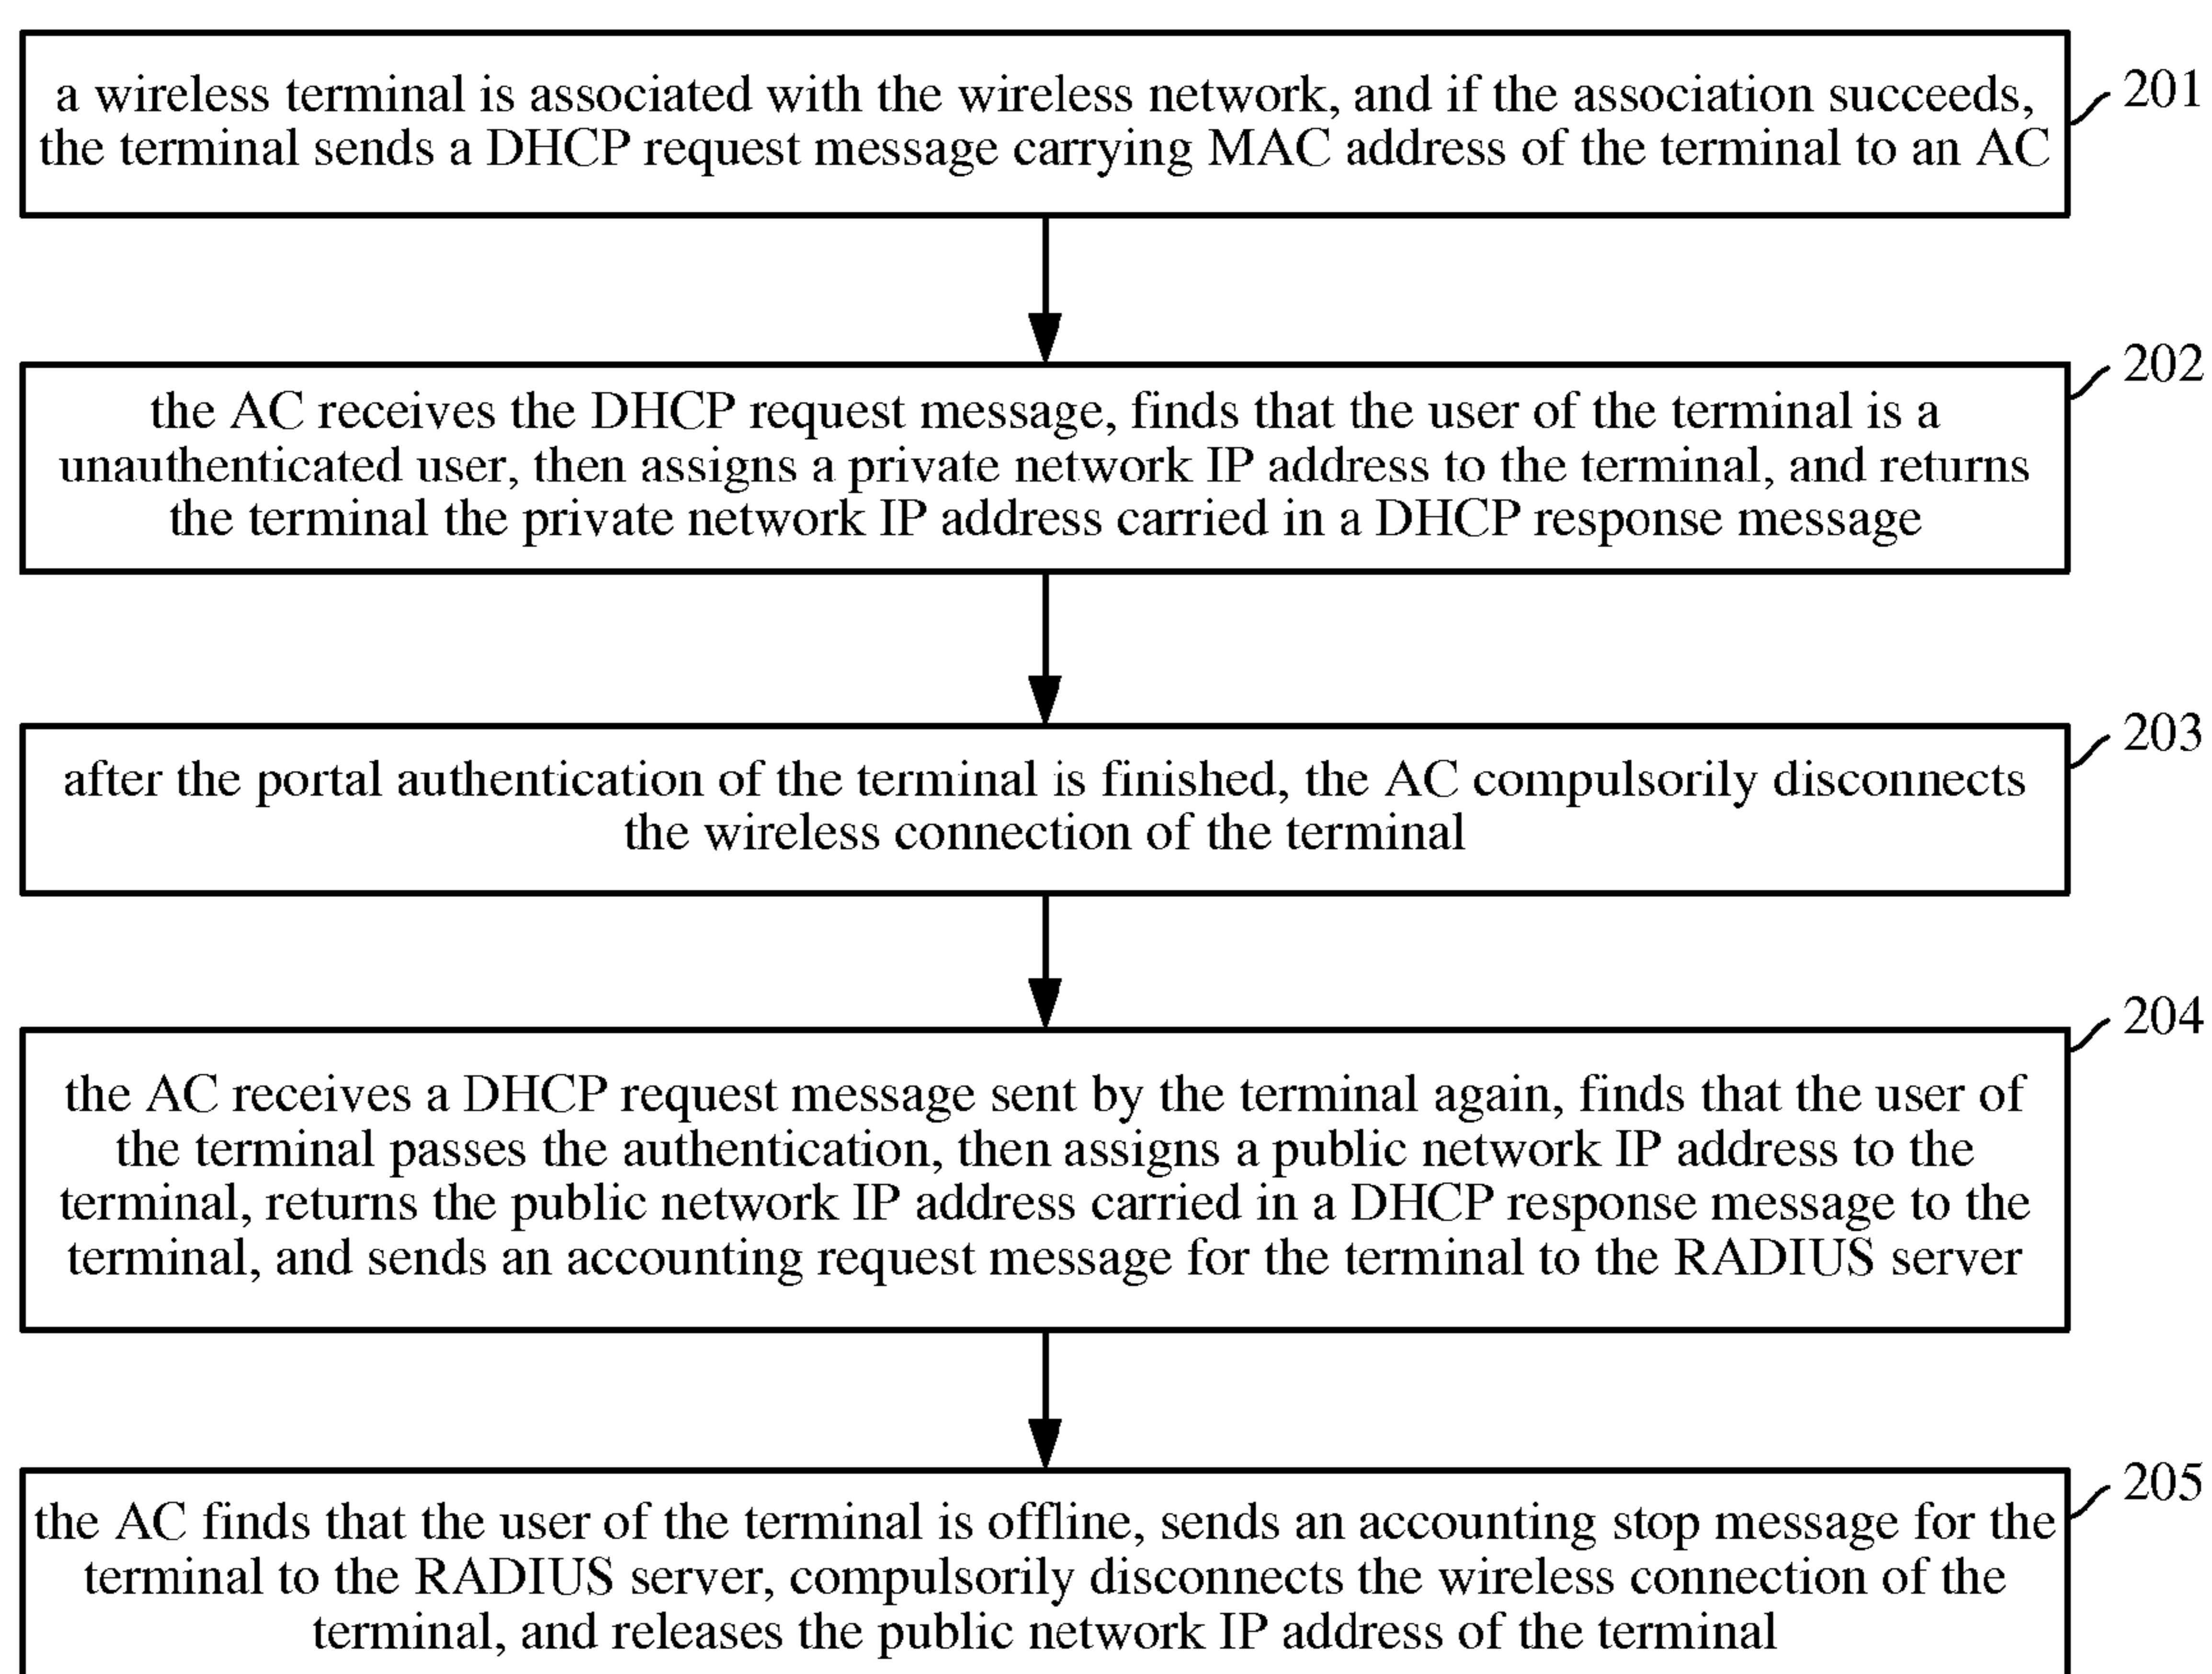 a wireless terminal is associated with the wireless network, and if the association succeeds,
the terminal sends a DHCP request message carrying MAC address of the terminal to an AC
201
the AC receives the DHCP request message, finds that the user of the terminal is a
unauthenticated user, then assigns a private network IP address to the terminal, and returns
the terminal the private network IP address carried in a DHCP response message
202
after the portal authentication of the terminal is finished, the AC compulsorily disconnects
the wireless connection of the terminal
203
the AC receives a DHCP request message sent by the terminal again, finds that the user of
the terminal passes the authentication, then assigns a public network IP address to the
terminal, returns the public network IP address carried in a DHCP response message to the
terminal, and sends an accounting request message for the terminal to the RADIUS server
204
the AC finds that the user of the terminal is offline, sends an accounting stop message for the
terminal to the RADIUS server, compulsorily disconnects the wireless connection of the
terminal, and releases the public network IP address of the terminal
205